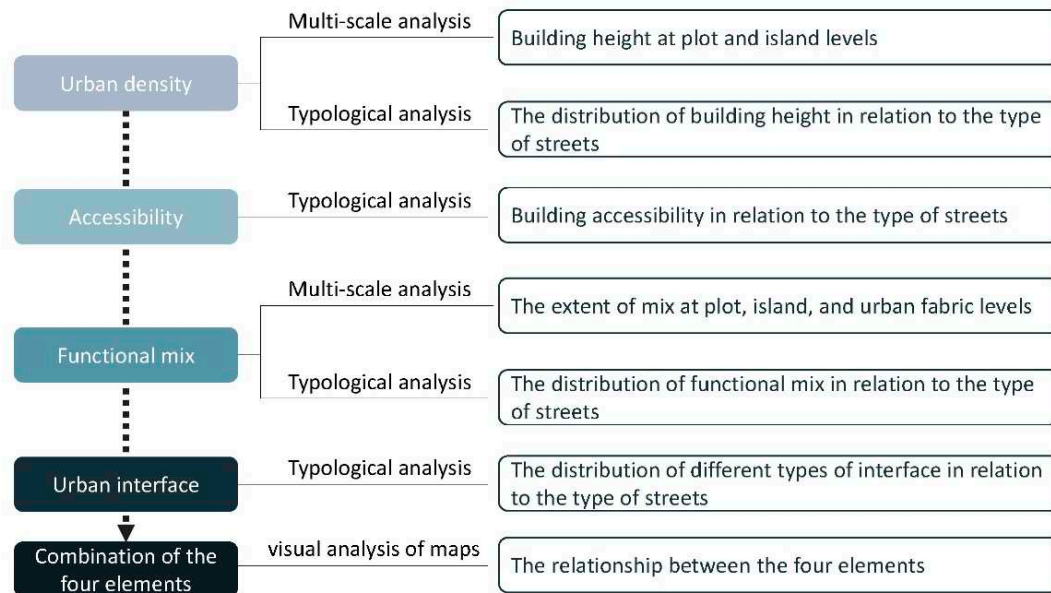 Multi-scale analysis
Building height at plot and island levels
Urban density
Typological analysis
The distribution of building height in relation to the type
of streets
Accessibility
Typological analysis
Building accessibility in relation to the type of streets
Multi-scale analysis
The extent of mix at plot, island, and urban fabric levels
Functional mix
Typological analysis
The distribution of functional mix in relation to the type
of streets
Urban interface
Typological analysis
The distribution of different types of interface in relation
to the type of streets
Combination of the
four elements
visual analysis of maps
The relationship between the four elements